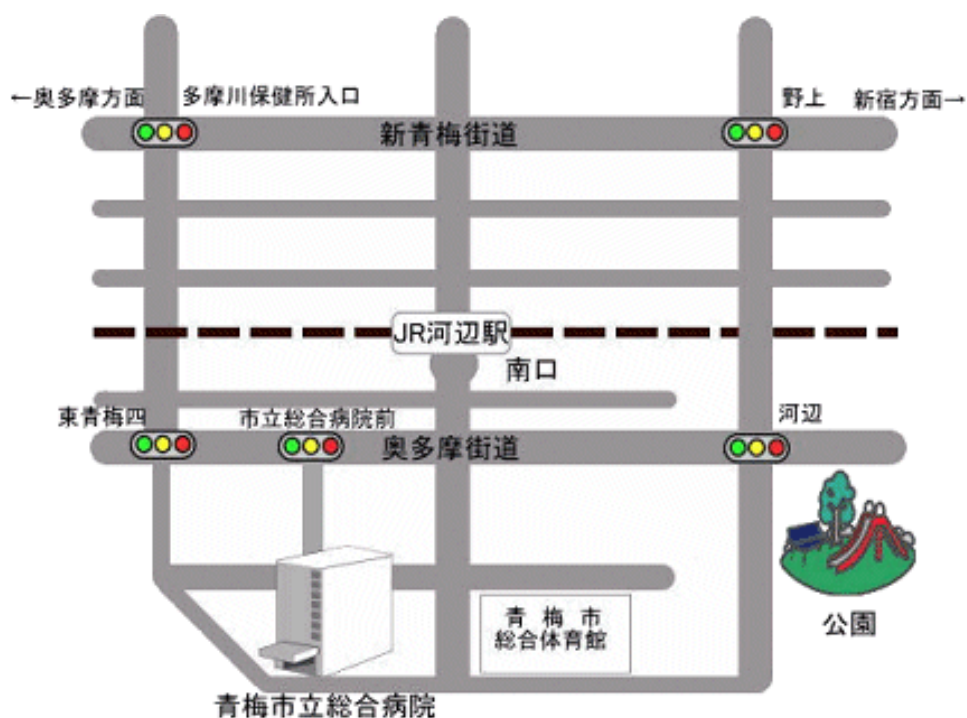 ←奥多摩方面
多摩川保健所入口
野上
新宿方面→
新青梅街道
JR河辺駅
南口
東青梅四
市立総合病院前
河辺
奥多摩街道
青梅市
総合体育館
公園
青梅市立総合病院